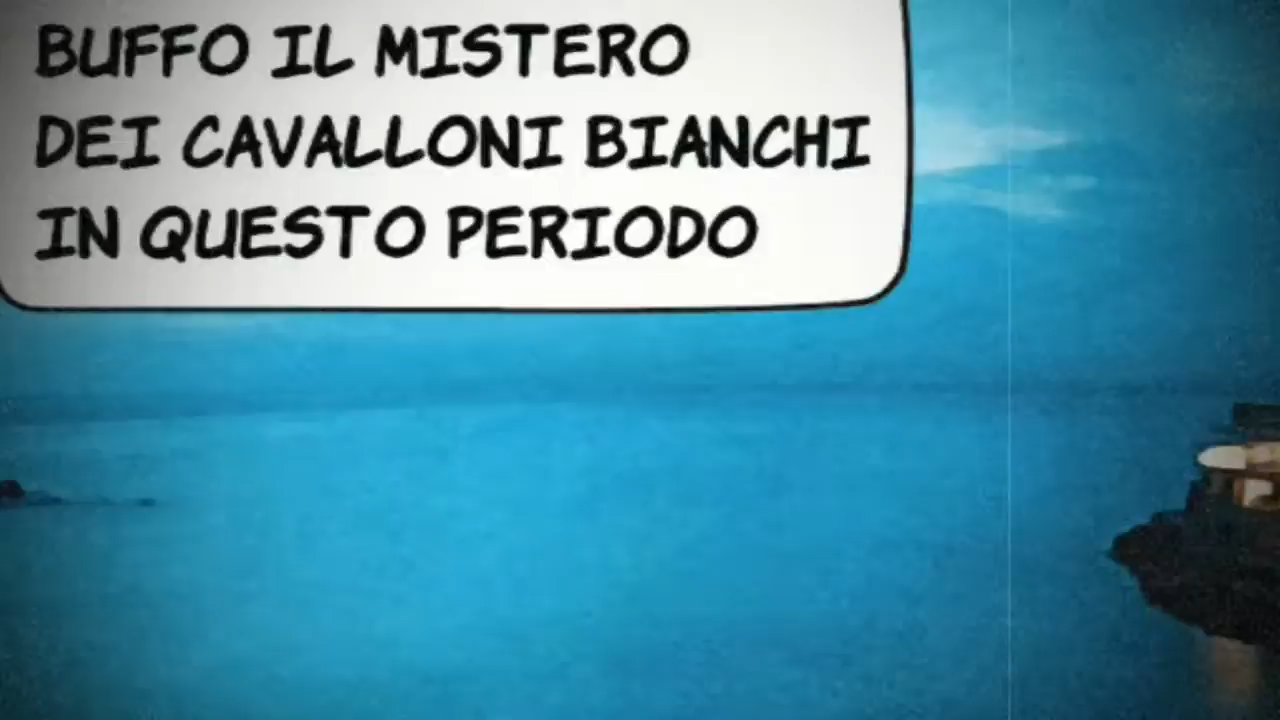 BUFFO IL MISTERO
DEI CAVALLONI BIANCHI
IN QUESTO PERIODO